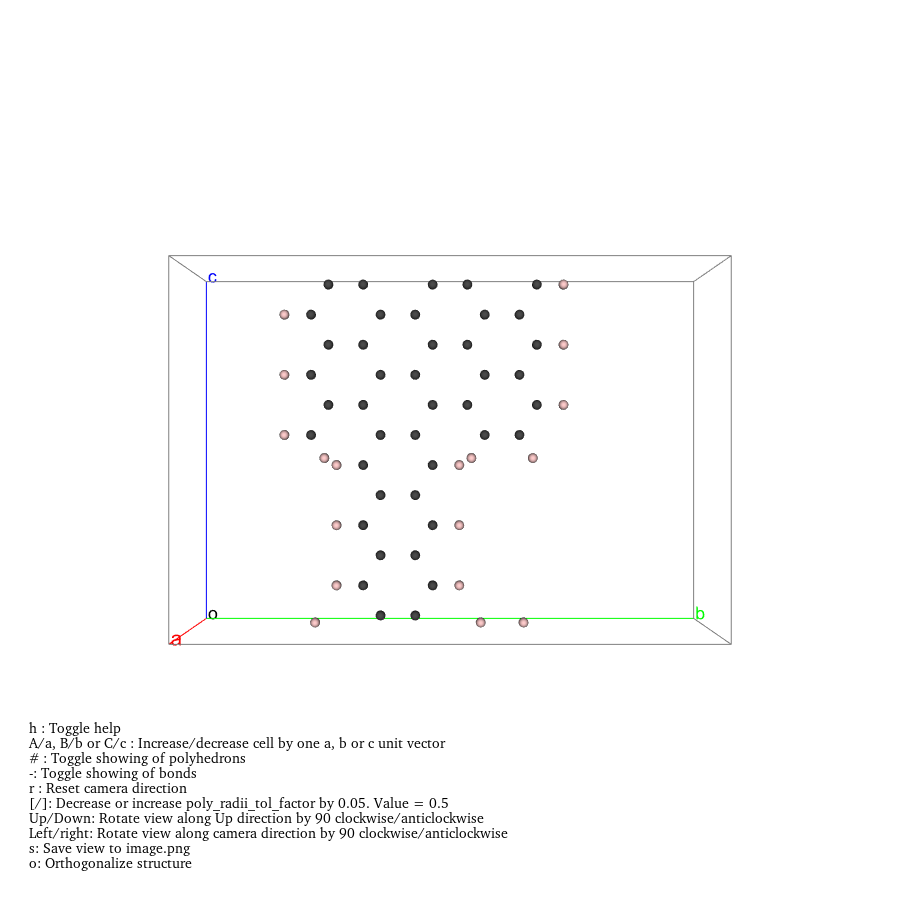 c
o
a
b
h : Toggle help
A/a, B/b or C/c : Increase/decrease cell by one a, b or c unit vector
# : Toggle showing of polyhedrons
-: Toggle showing of bonds
r : Reset camera direction
[/]: Decrease or increase poly_radii_tol_factor by 0.05. Value = 0.5
Up/Down: Rotate view along Up direction by 90 clockwise/anticlockwise
Left/right: Rotate view along camera direction by 90 clockwise/anticlockwise
s: Save view to image.png
o: Orthogonalize structure